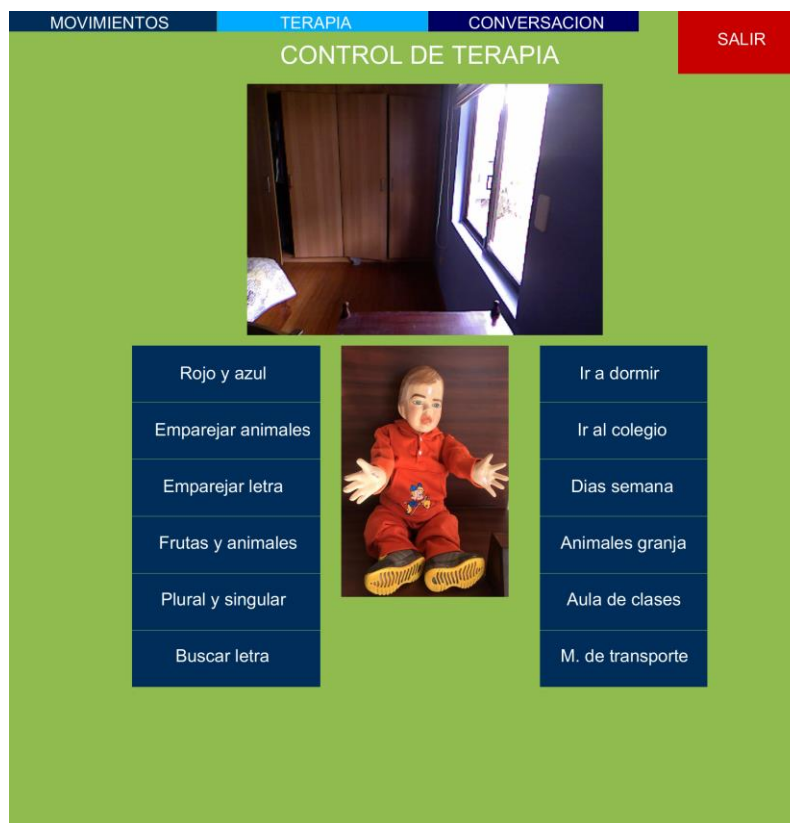 MOVIMIENTOS
TERAPIA
CONVERSACION
SALIR
CONTROL DE TERAPIA
Rojo y azul
Emparejar animales
Emparejar letra
Frutas y animales
Plural y singular
Buscar letra
Ir a dormir
Ir al colegio
Dias semana
Animales granja
Aula de clases
M. de transporte